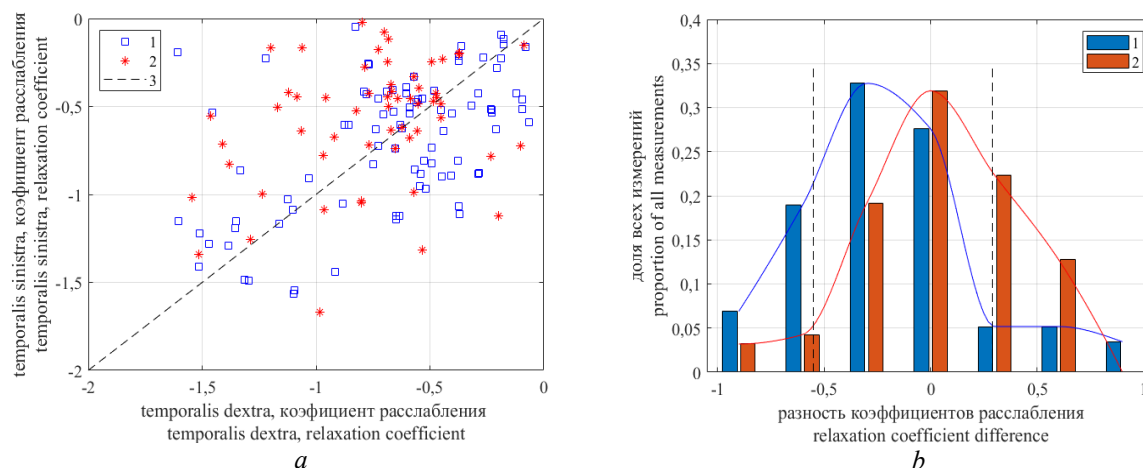 temporalis sinistra, коэфициент расслабления
temporalis sinistra, relaxation coefficient
0
-0,5
-1
-1,5
-2
1
2
3
-2
-1,5
-1
-0,5
0
temporalis dextra, коэфициент расслабления
temporalis dextra, relaxation coefficient
a
доля всех измерений
proportion of all measurements
0,4
0,35
0,3
0,25
0,2
0,15
0,1
0,05
0
1
2
-1
-0,5
0
0,5
1
разность коэффициентов расслабления
relaxation coefficient difference
b